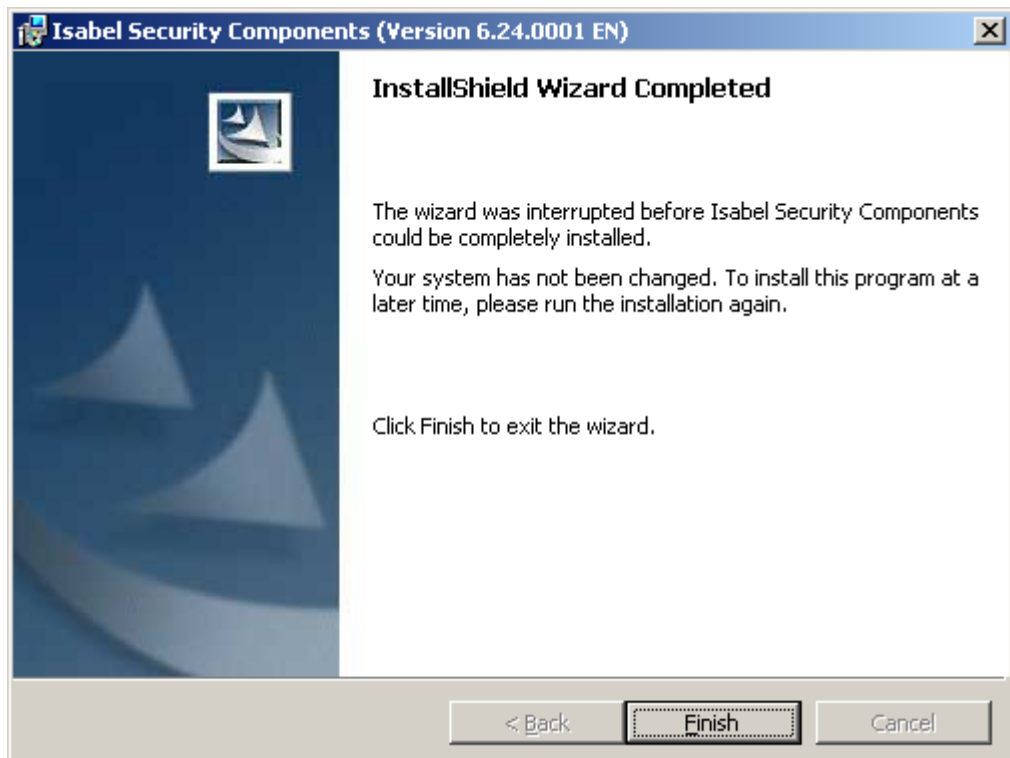 Isabel Security Components (Version 6.24.0001 EN)
InstallShield Wizard Completed
The wizard was interrupted before Isabel Security Components
could be completely installed.
Your system has not been changed. To install this program at a
later time, please run the installation again.
Click Finish to exit the wizard.
< Back
Finish
Cancel